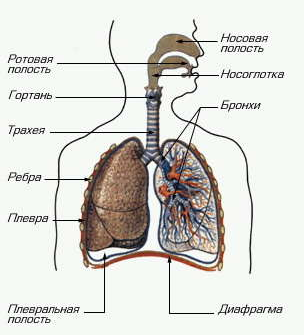 Носовая
полость
Ротовая
полость
Носоглотка
Гортань
Бронхи
Трахея
Ребра
Плевра
Плевральная
полость
Диафрагма